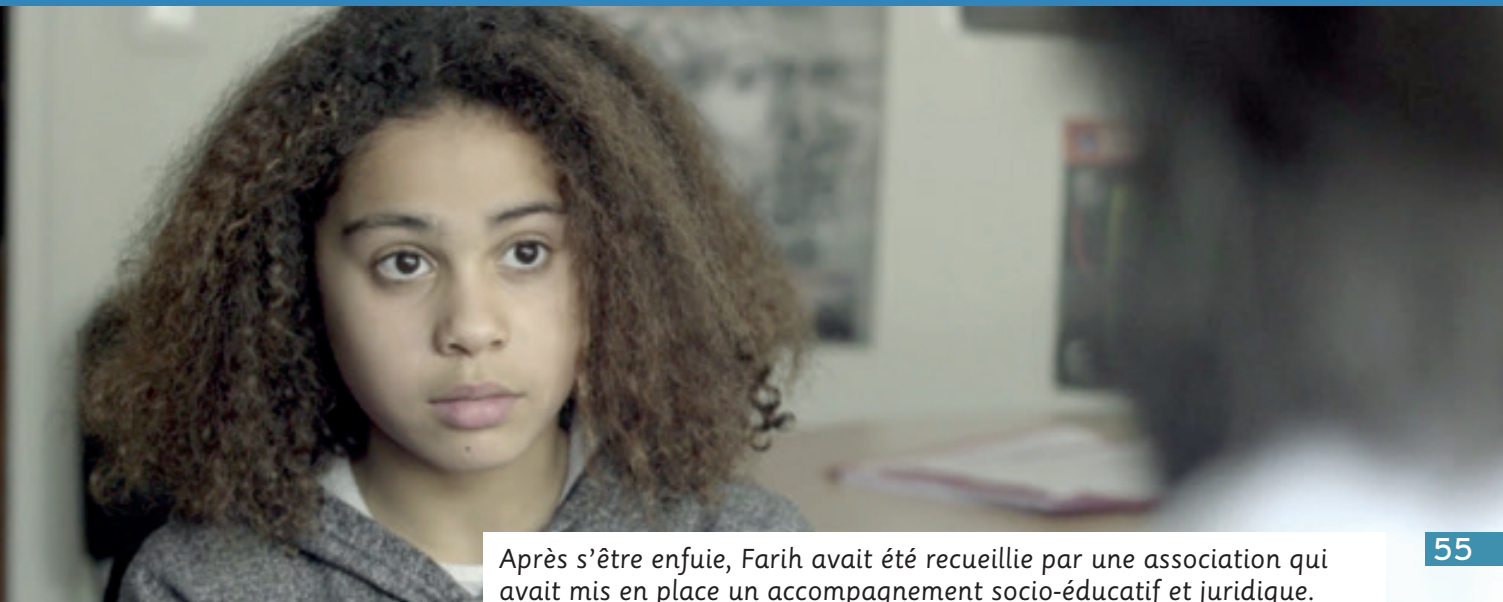 Après s'être enfuie, Farih avait été recueillie par une association qui
avait mis en place un accompagnement socio-éducatif et juridique.
55